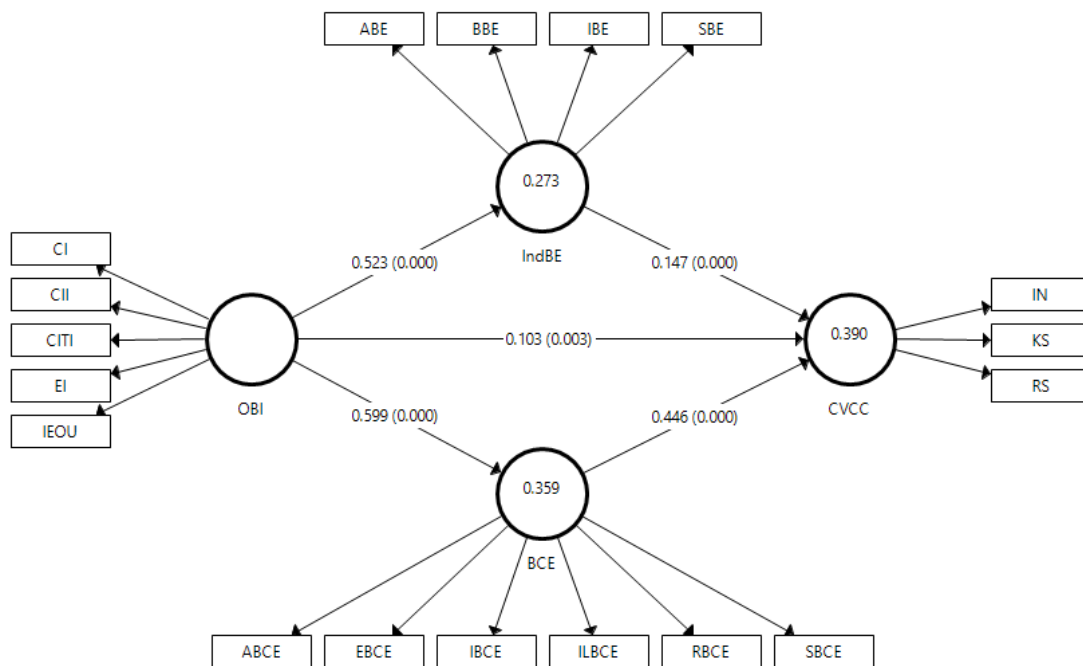 ABE BBE IBE SBE
0.273
IndBE
CI
CII
CITI
EI
IEOU
OBI
0.523 (0.000)
0.147 (0.000)
0.103 (0.003)
0.599 (0.000)
0.446 (0.000)
0.390
CVCC
IN
KS
RS
0.359
BCE
ABCE EBCE IBCE ILBCE RBCE SBCE